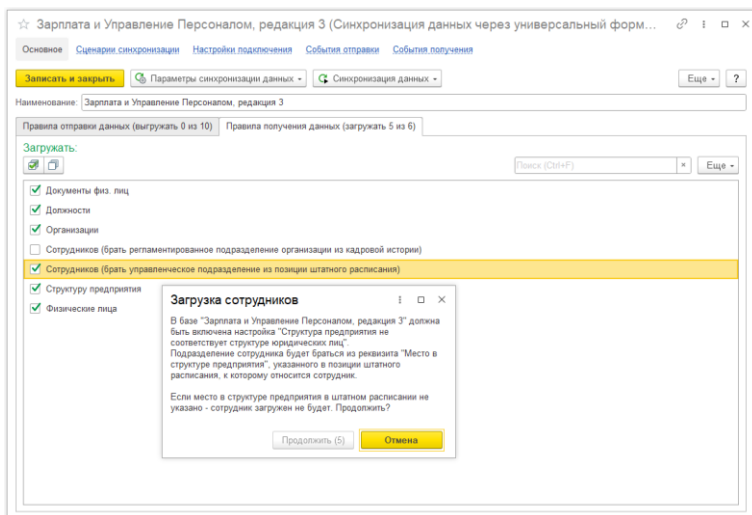 Зарплата и Управление Персоналом, редакция 3 (Синхронизация данных через универсальный форм...
Основное Сценарии синхронизации Настройки подключения События отправки События получения
Записать и закрыть Параметры синхронизации данных Синхронизация данных Еще ?
Наименование: Зарплата и Управление Персоналом, редакция 3
Правила отправки данных (выгружать 0 из 10) Правила получения данных (загружать 5 из 6)
Загружать:
Поиск (Ctrl+F) × Еще
Документы физ. лиц
Должности
Организации
Сотрудников (брать регламентированное подразделение организации из кадровой истории)
Сотрудников (брать управленческое подразделение из позиции штатного расписания)
Структуру предприятия
Физические лица
Загрузка сотрудников
В базе "Зарплата и Управление Персоналом, редакция 3" должна
быть включена настройка "Структура предприятия не
соответствует структуре юридических лиц".
Подразделение сотрудника будет браться из реквизита "Место в
структуре предприятия", указанного в позиции штатного
расписания, к которому относится сотрудник.
Если место в структуре предприятия в штатном расписании не
указано - сотрудник загружен не будет. Продолжить?
Продолжить (5) Отмена